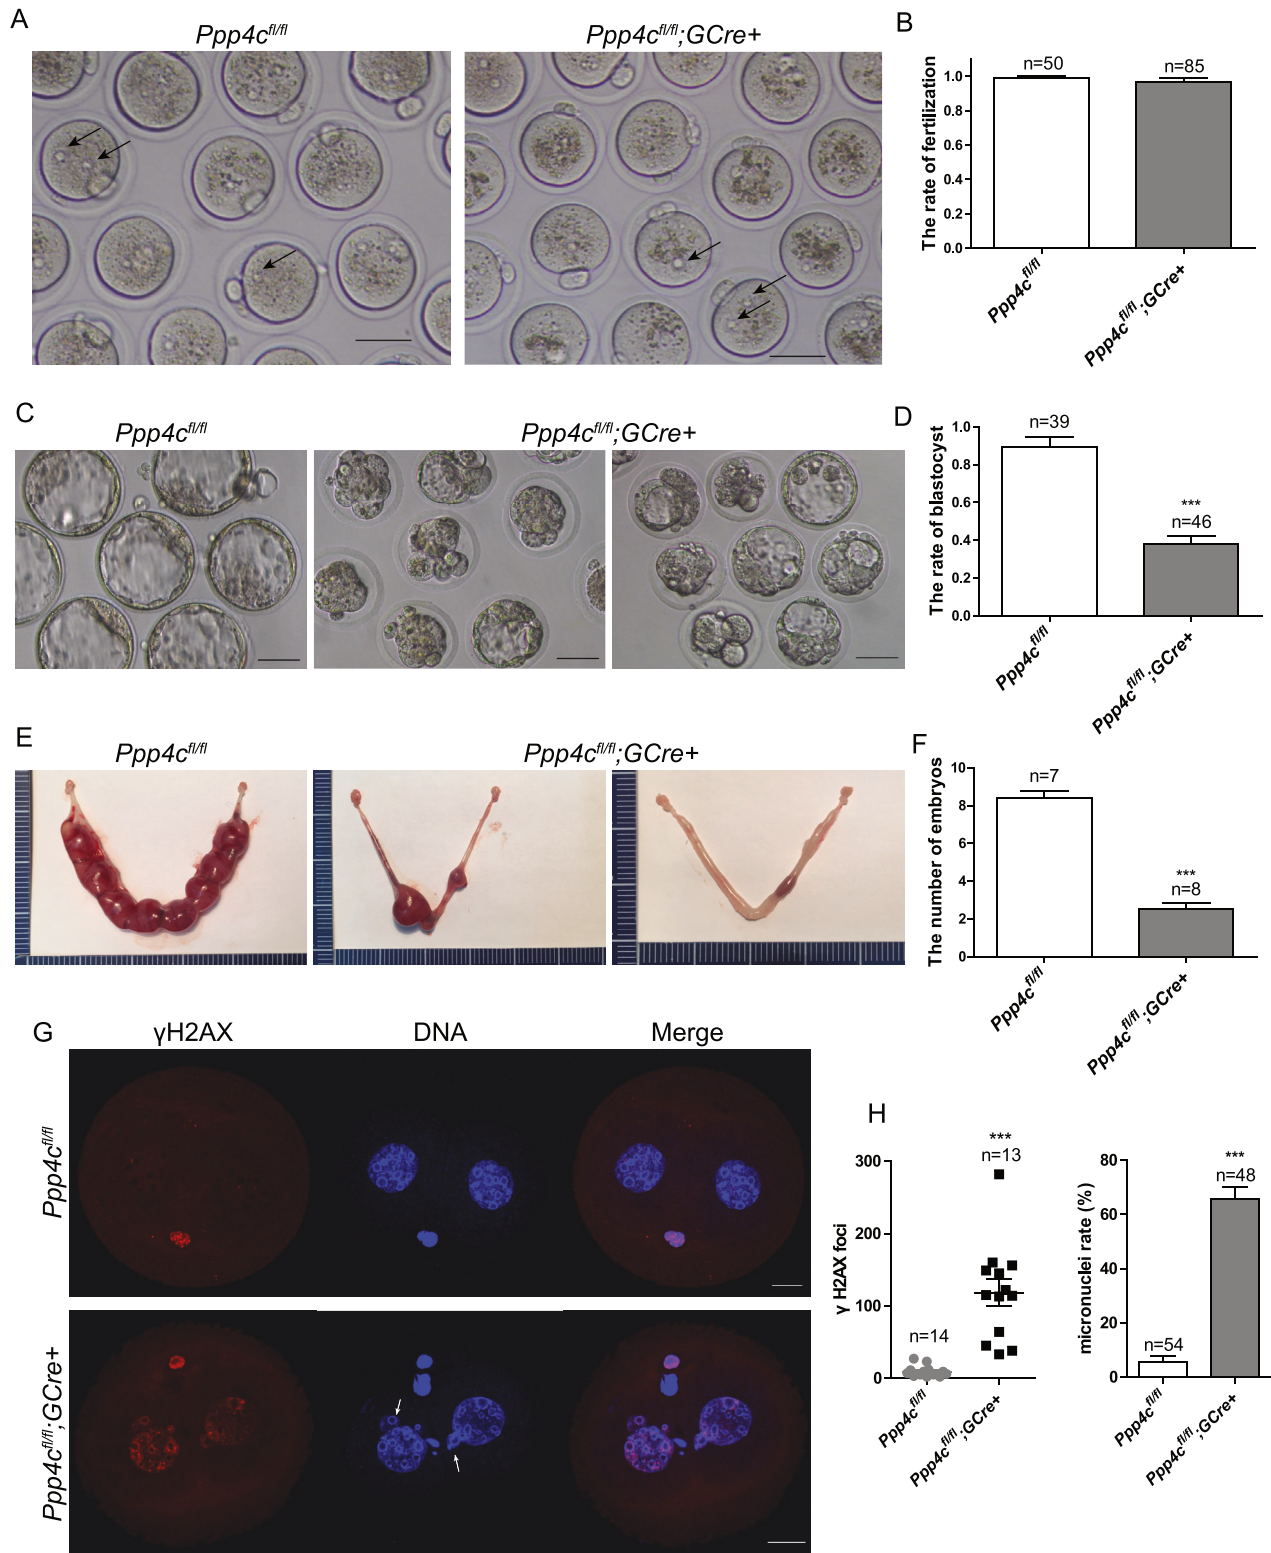 A
Ppp4cfl/fl
Ppp4cfl/fl;GCre+
B
The rate of fertilization
1.0
0.8
0.6
0.4
0.2
0.0
n=50
n=85
Ppp4cfl/fl
Ppp4cfl/fl;GCre+
C
Ppp4cfl/fl
Ppp4cfl/fl;GCre+
D
The rate of blastocyst
1.0
0.8
0.6
0.4
0.2
0.0
n=39
***
n=46
Ppp4cfl/fl
Ppp4cfl/fl;GCre+
E
Ppp4cfl/fl
Ppp4cfl/fl;GCre+
F
The number of embryos
10
8
6
4
2
0
n=7
***
n=8
Ppp4cfl/fl
Ppp4cfl/fl;GCre+
G
γH2AX
DNA
Merge
Ppp4cfl/fl
Ppp4cfl/fl;GCre+
H
γ H2AX foci
300
200
100
0
n=14
***
n=13
Ppp4cfl/fl
Ppp4cfl/fl;GCre+
micronuclei rate (%)
80
60
40
20
0
n=54
***
n=48
Ppp4cfl/fl
Ppp4cfl/fl;GCre+